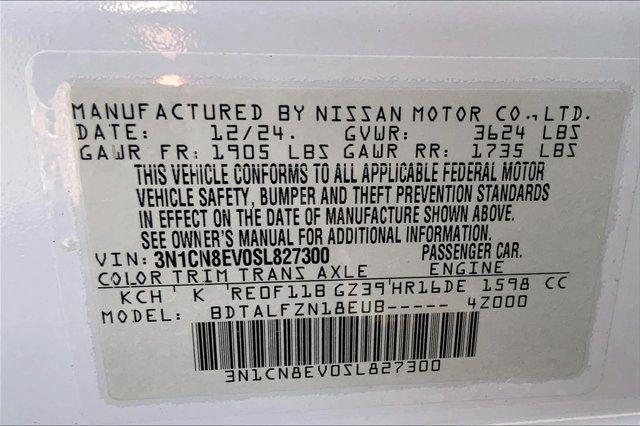 MANUFACTURED BY NISSAN MOTOR CO.,LTD.
DATE: 12/24. GVWR: 3624 LBS
GAWR FR: 1905 LBS GAWR RR: 1735 LBS
THIS VEHICLE CONFORMS TO ALL APPLICABLE FEDERAL MOTOR
VEHICLE SAFETY, BUMPER AND THEFT PREVENTION STANDARDS
IN EFFECT ON THE DATE OF MANUFACTURE SHOWN ABOVE.
SEE OWNER'S MANUAL FOR ADDITIONAL INFORMATION.
VIN: 3N1CN8EV0SL827300 PASSENGER CAR.
COLOR TRIM TRANS AXLE ENGINE
KCH K RE0F11B GZ39 HR16DE 1598 CC
MODEL: BDTALFZN18EUB----- 4Z000
3N1CN8EV0SL827300